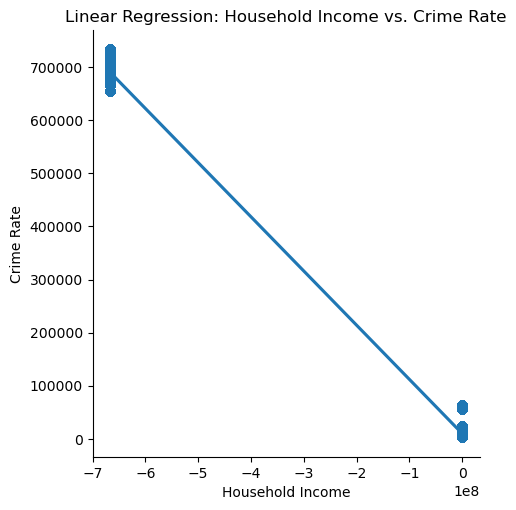 Linear Regression: Household Income vs. Crime Rate
700000
600000
500000
400000
300000
200000
100000
0
Crime Rate
−7 −6 −5 −4 −3 −2 −1 0
1e8
Household Income